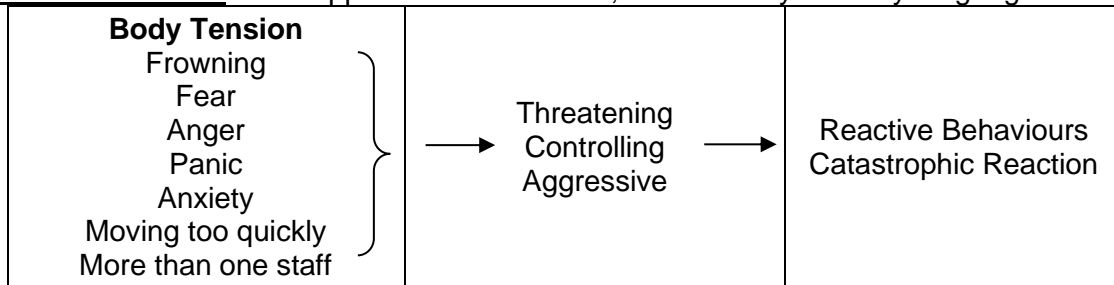 Body Tension
Frowning
Fear
Anger
Panic
Anxiety
Moving too quickly
More than one staff
Threatening
Controlling
Aggressive
Reactive Behaviours
Catastrophic Reaction